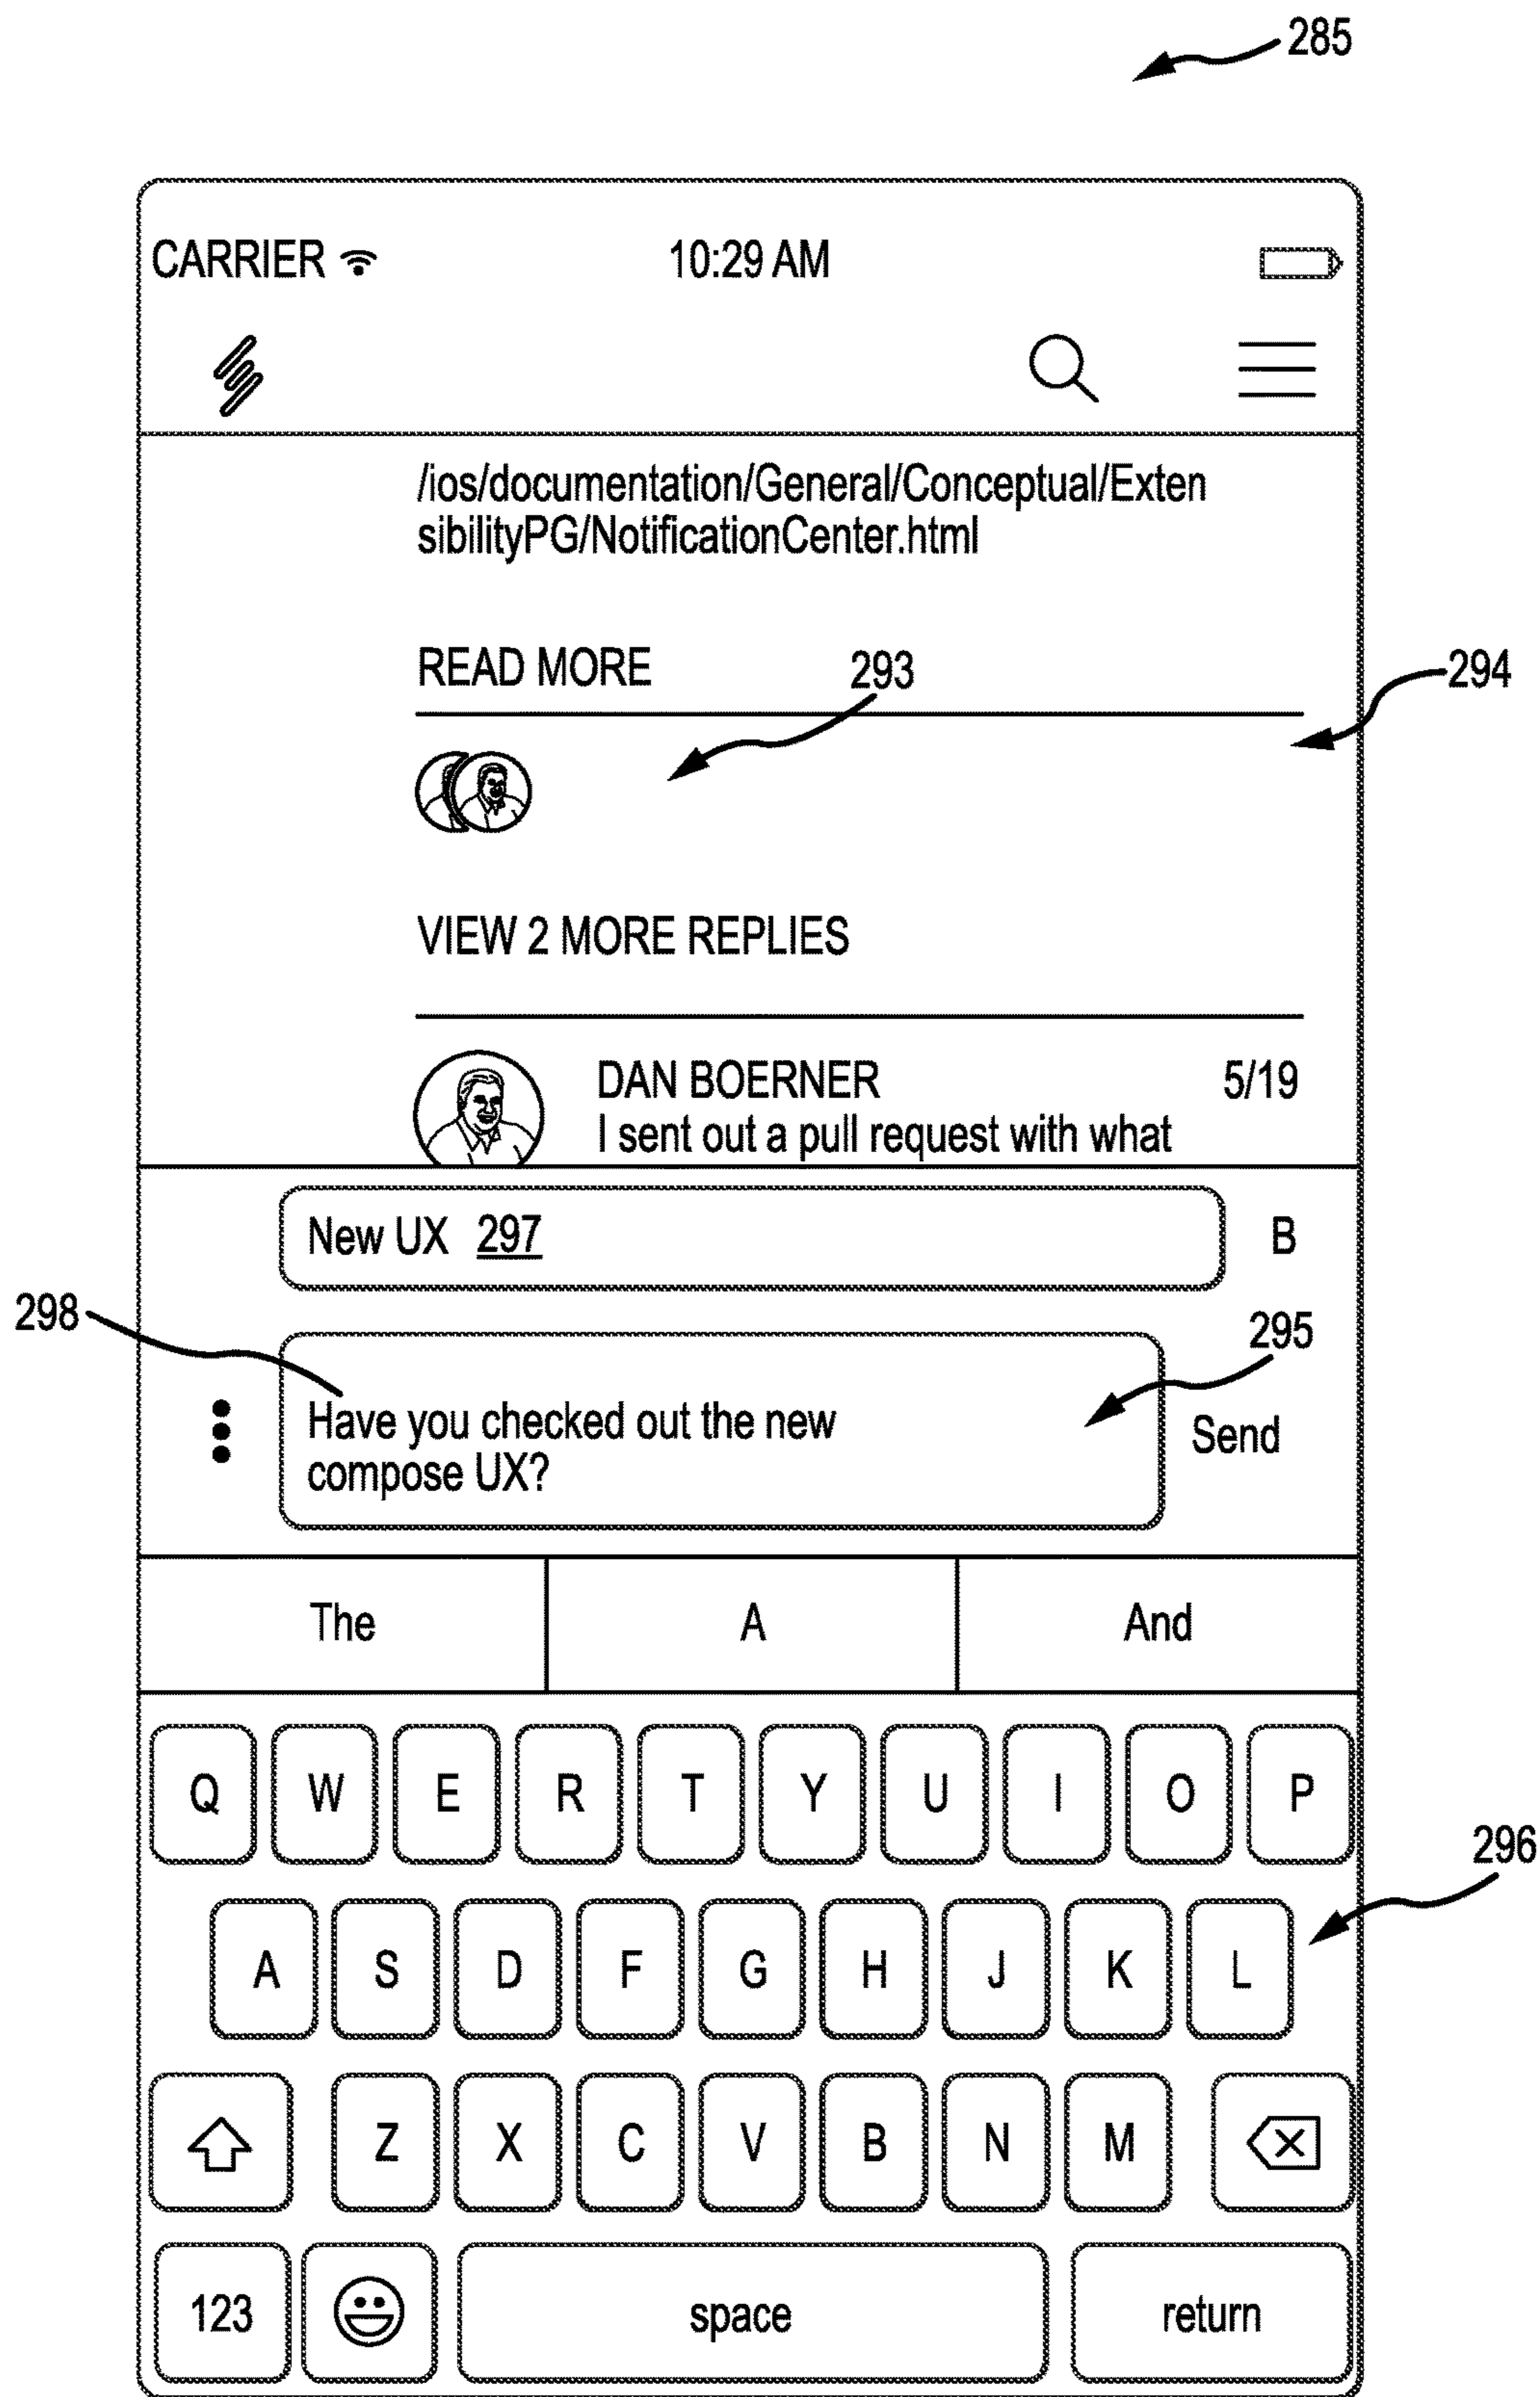 285
CARRIER 10:29 AM
/ios/documentation/General/Conceptual/Exten
sibilityPG/NotificationCenter.html
READ MORE 293 294
VIEW 2 MORE REPLIES
DAN BOERNER 5/19
I sent out a pull request with what
New UX 297 B
298 295
Have you checked out the new
compose UX?
Send
The A And
Q W E R T Y U I O P
296
A S D F G H J K L
Z X C V B N M
123 space return